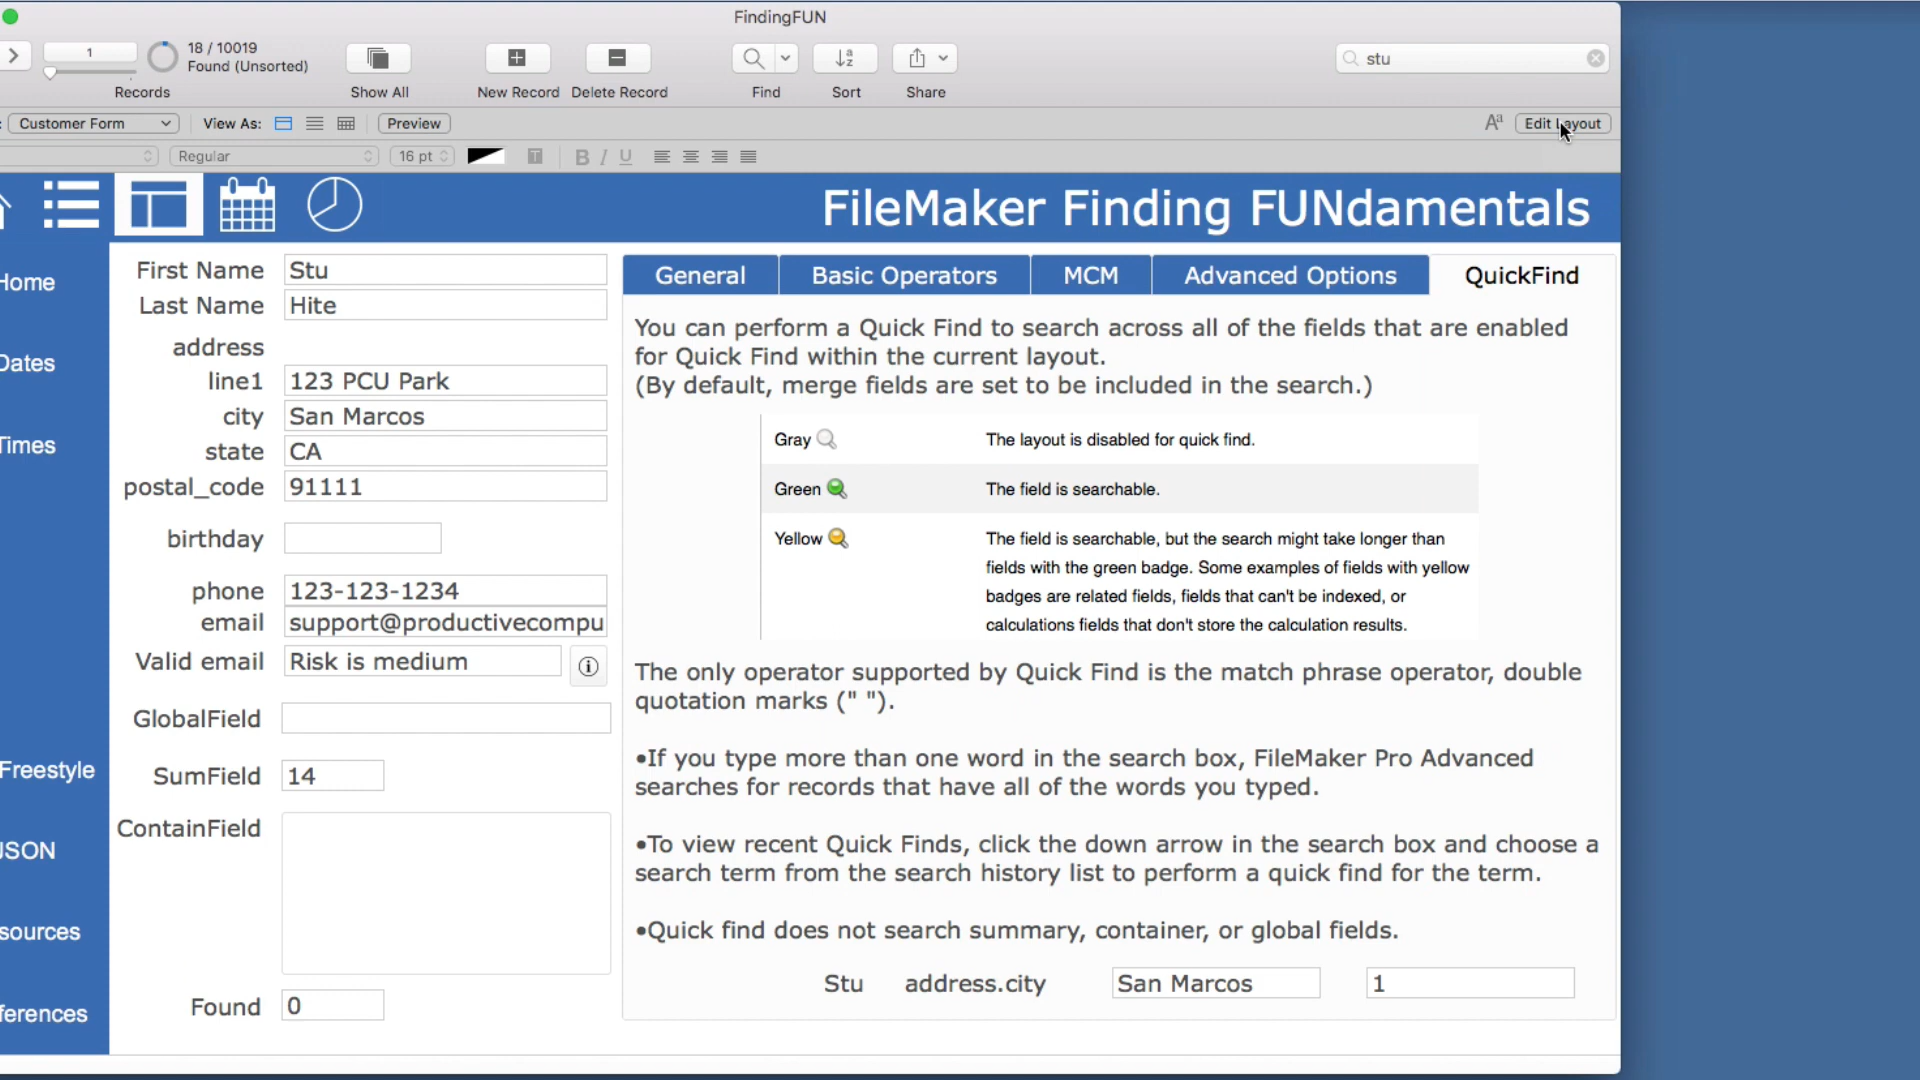 FindingFUN
1
18 / 10019
Found (Unsorted)
Records
Show All
New Record
Delete Record
Find
Sort
Share
stu
Customer Form
View As:
Preview
Aa
Edit Layout
Regular
16 pt
B I U
FileMaker Finding FUNdamentals
Home
Dates
Times
Freestyle
JSON
sources
ferences
First Name
Stu
Last Name
Hite
address
line1
123 PCU Park
city
San Marcos
state
CA
postal_code
91111
birthday
phone
123-123-1234
email
support@productivecompu
Valid email
Risk is medium
GlobalField
SumField
14
ContainField
Found
0
General
Basic Operators
MCM
Advanced Options
QuickFind
You can perform a Quick Find to search across all of the fields that are enabled
for Quick Find within the current layout.
(By default, merge fields are set to be included in the search.)
Gray
The layout is disabled for quick find.
Green
The field is searchable.
Yellow
The field is searchable, but the search might take longer than
fields with the green badge. Some examples of fields with yellow
badges are related fields, fields that can't be indexed, or
calculations fields that don't store the calculation results.
The only operator supported by Quick Find is the match phrase operator, double
quotation marks (" ").
•If you type more than one word in the search box, FileMaker Pro Advanced
searches for records that have all of the words you typed.
•To view recent Quick Finds, click the down arrow in the search box and choose a
search term from the search history list to perform a quick find for the term.
•Quick find does not search summary, container, or global fields.
Stu
address.city
San Marcos
1